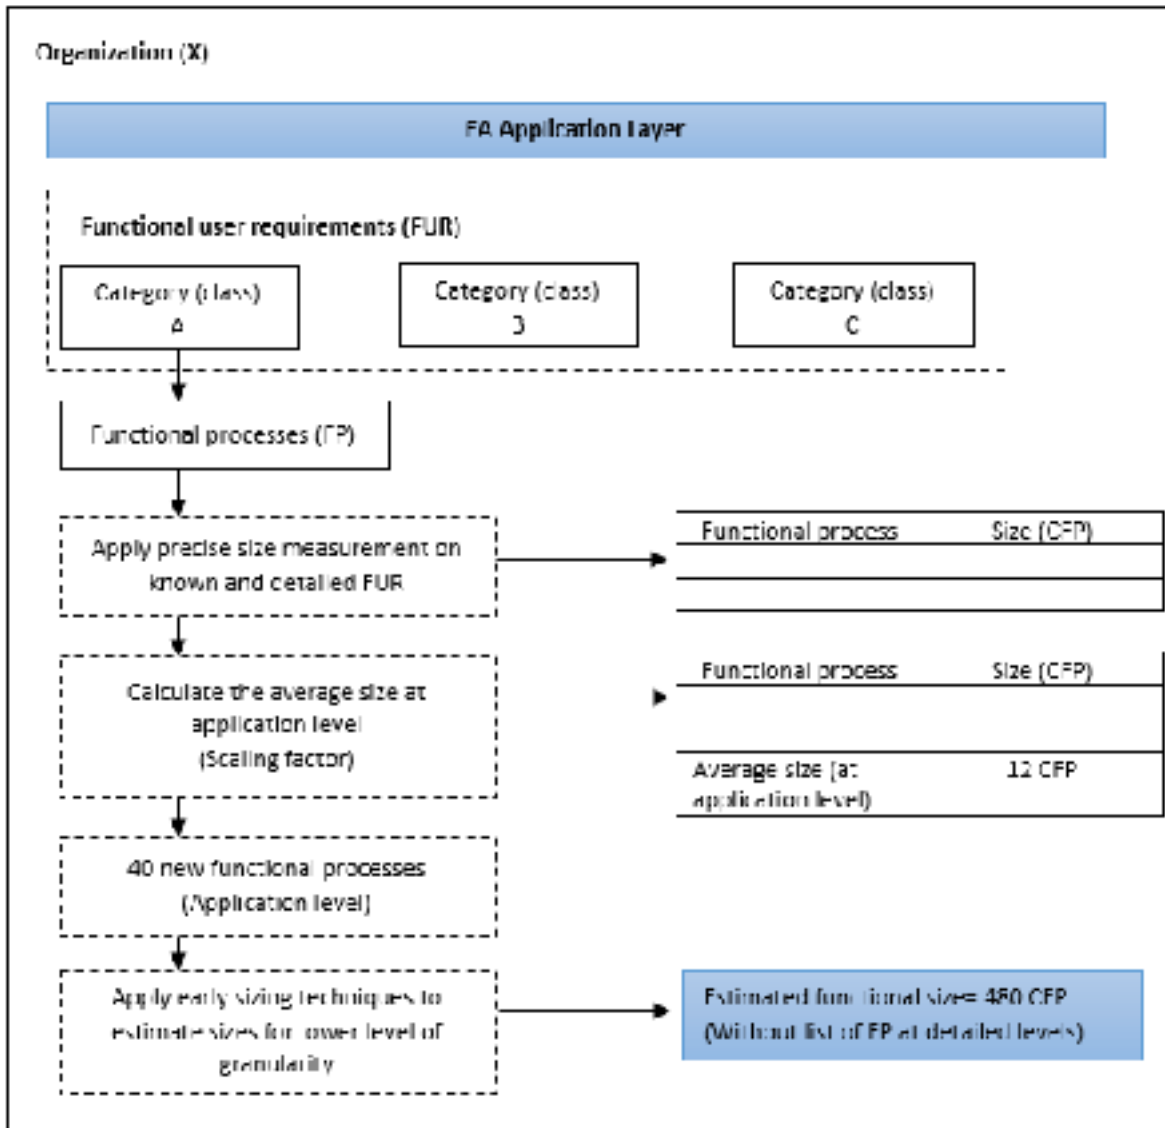 Organization (X)
EA Application Layer
Functional user requirements (FUR)
Category (class)
A
Category (class)
B
Category (class)
C
Functional processes (FP)
Apply precise size measurement on
known and detailed FUR
Functional process Size (CFP)
Calculate the average size at
application level
(Scaling factor)
Functional process Size (CFP)
Average size (at
application level)
12 CFP
40 new functional processes
(Application level)
Apply early sizing techniques to
estimate sizes for lower level of
granularity
Estimated functional size= 480 CFP
(Without list of FP at detailed levels)